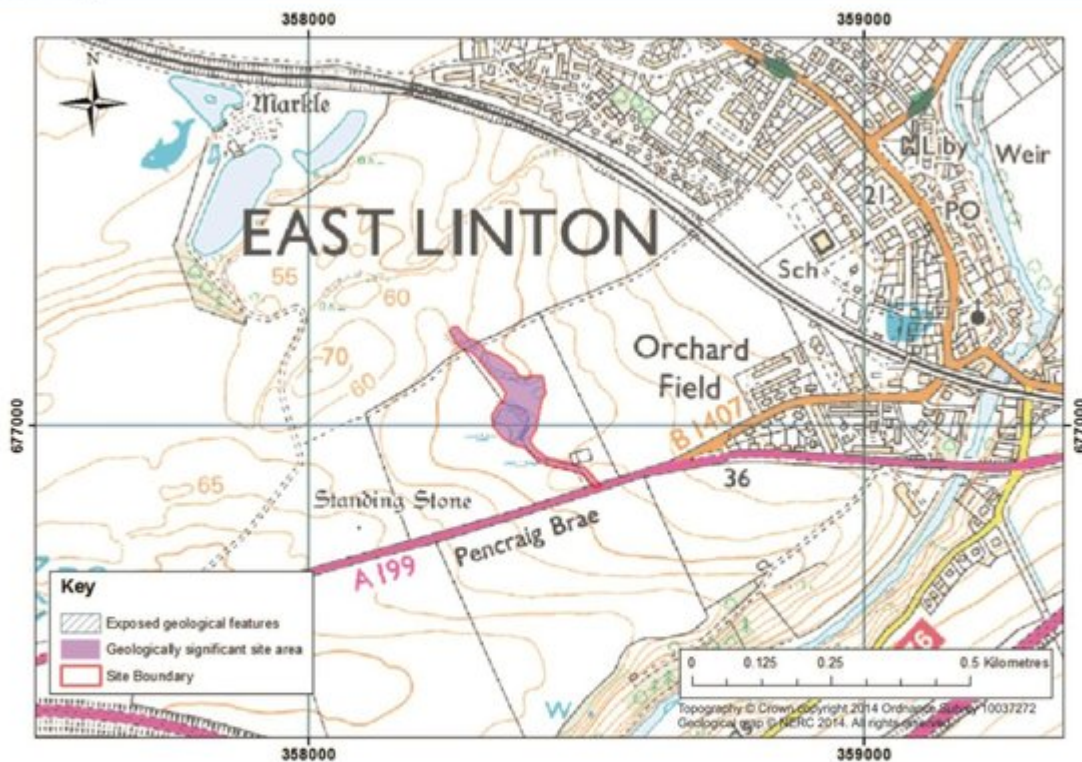 358000
359000
N
Markle
Liby
Weir
21
PO
EAST LINTON
Sch
55
60
70
60
Orchard
Field
677000
677000
B 1407
65
Standing Stone
36
Pencraig Brae
A 199
Key
Exposed geological features
Geologically significant site area
Site Boundary
W
0 0.125 0.25 0.5 Kilometres
Topography © Crown copyright 2014 Ordnance Survey 10037272
Geological map © NERC 2014. All rights reserved.
358000
359000